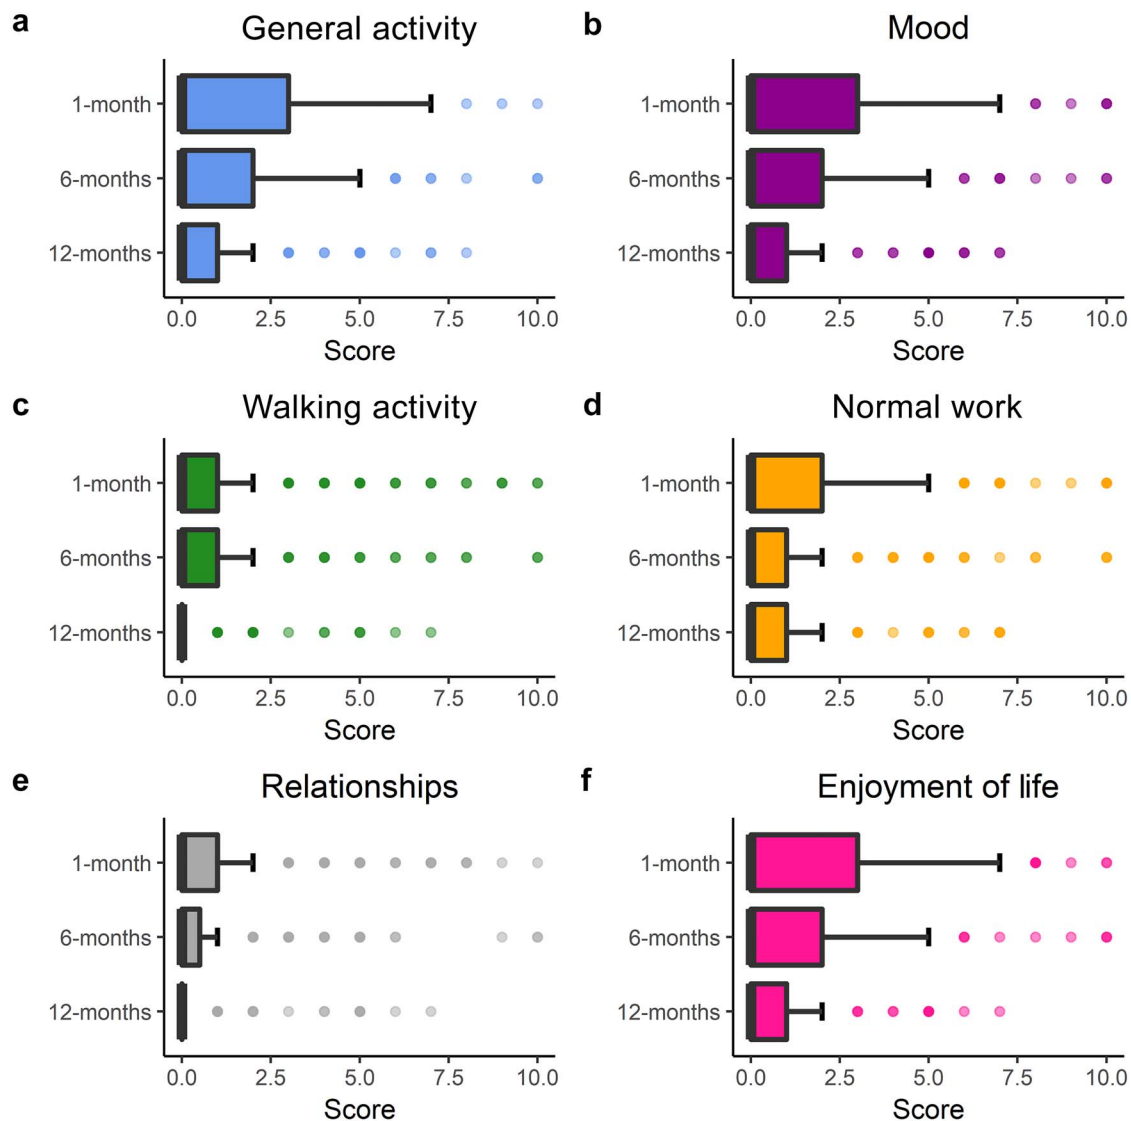 a General activity
1-month
6-months
12-months
0.0 2.5 5.0 7.5 10.0
Score
b Mood
1-month
6-months
12-months
0.0 2.5 5.0 7.5 10.0
Score
c Walking activity
1-month
6-months
12-months
0.0 2.5 5.0 7.5 10.0
Score
d Normal work
1-month
6-months
12-months
0.0 2.5 5.0 7.5 10.0
Score
e Relationships
1-month
6-months
12-months
0.0 2.5 5.0 7.5 10.0
Score
f Enjoyment of life
1-month
6-months
12-months
0.0 2.5 5.0 7.5 10.0
Score